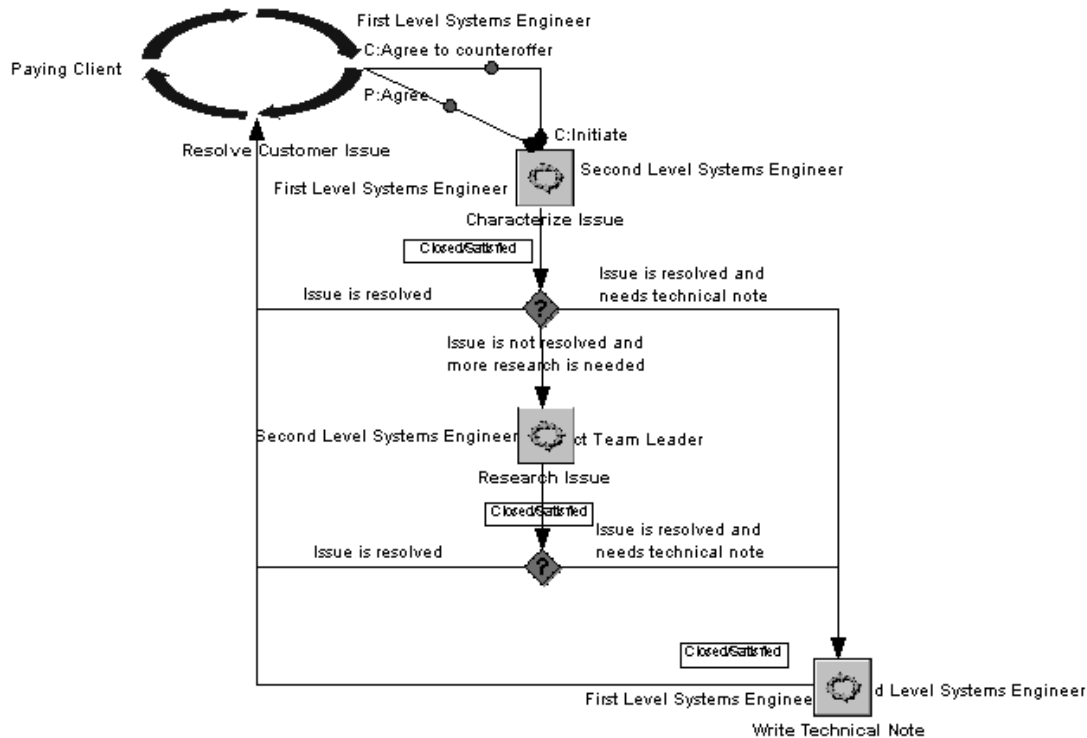 First Level Systems Engineer
C:Agree to counteroffer
Paying Client
P:Agree
C:Initiate
Resolve Customer Issue
Second Level Systems Engineer
First Level Systems Engineer
Characterize Issue
Closed/Satisfied
Issue is resolved
Issue is resolved and
needs technical note
?
Issue is not resolved and
more research is needed
Second Level Systems Engineer
ct Team Leader
Research Issue
Closed/Satisfied
Issue is resolved
Issue is resolved and
needs technical note
?
Closed/Satisfied
First Level Systems Enginee
d Level Systems Engineer
Write Technical Note